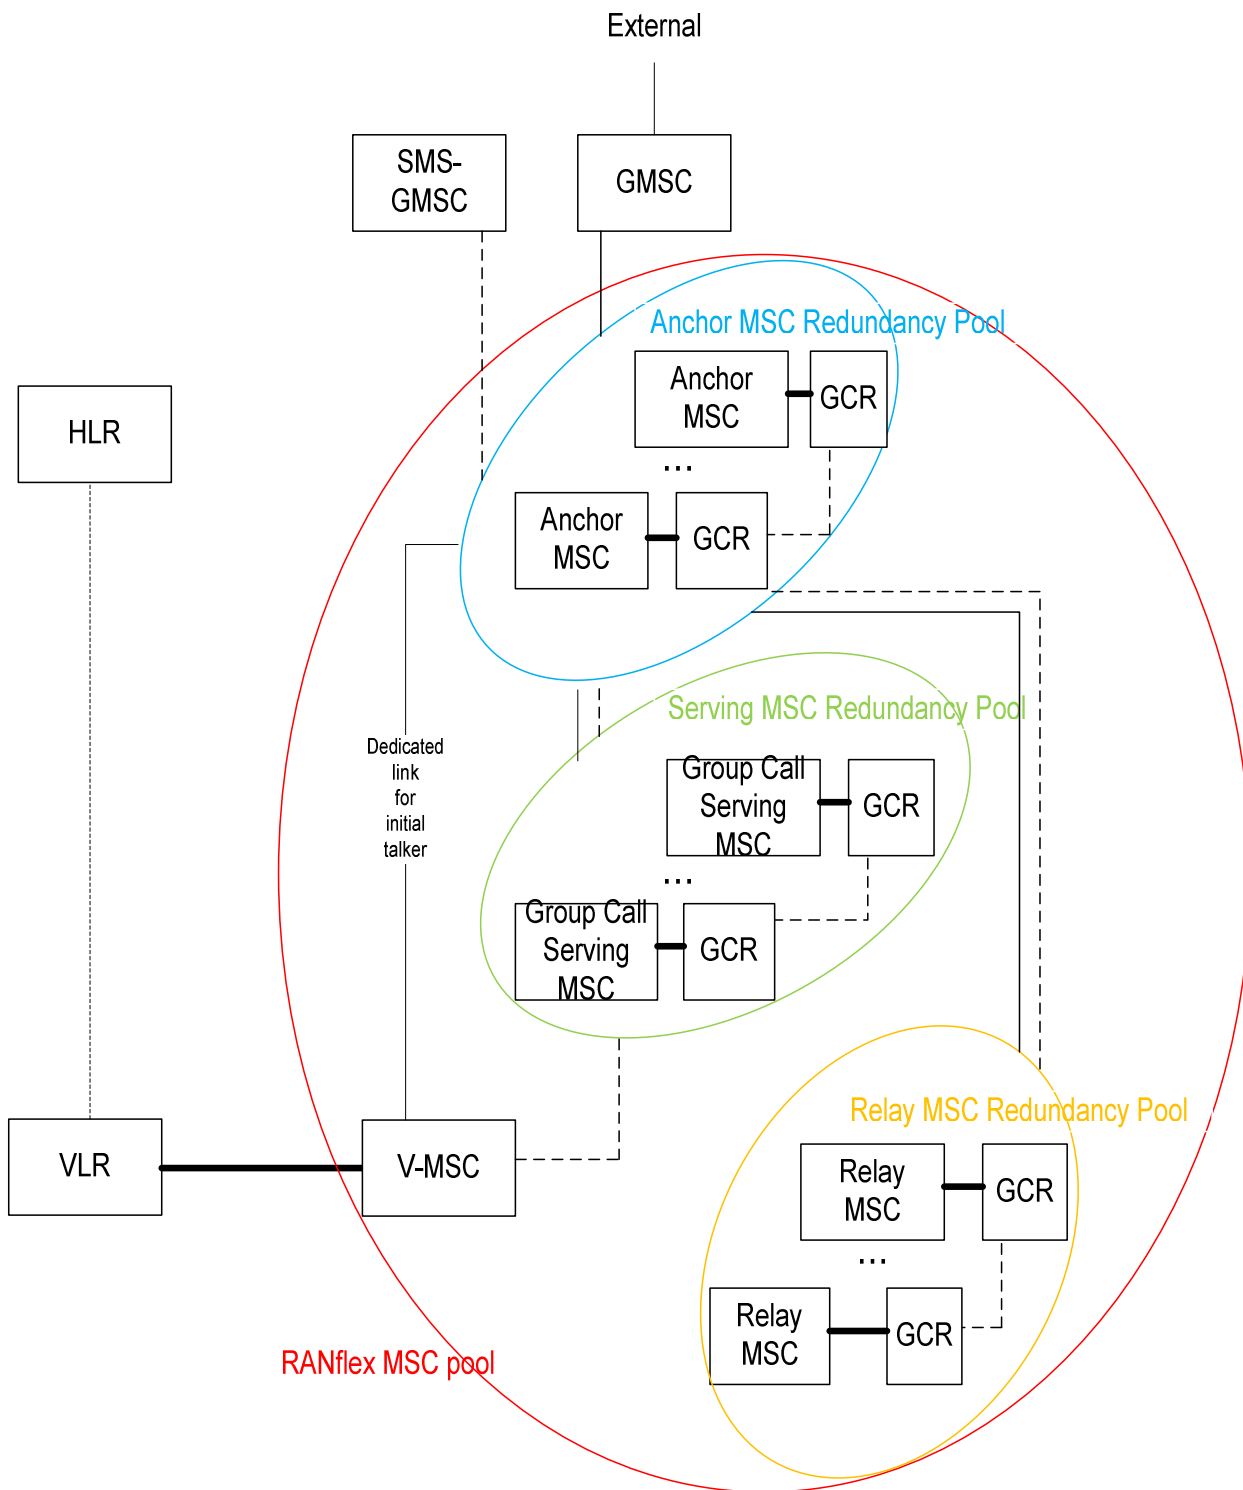 External
SMS-
GMSC
GMSC
Anchor MSC Redundancy Pool
Anchor
MSC
GCR
...
HLR
Anchor
MSC
GCR
Serving MSC Redundancy Pool
Dedicated
link
for
initial
talker
Group Call
Serving
MSC
GCR
...
Group Call
Serving
MSC
GCR
Relay MSC Redundancy Pool
VLR
V-MSC
Relay
MSC
GCR
...
Relay
MSC
GCR
RANflex MSC pool